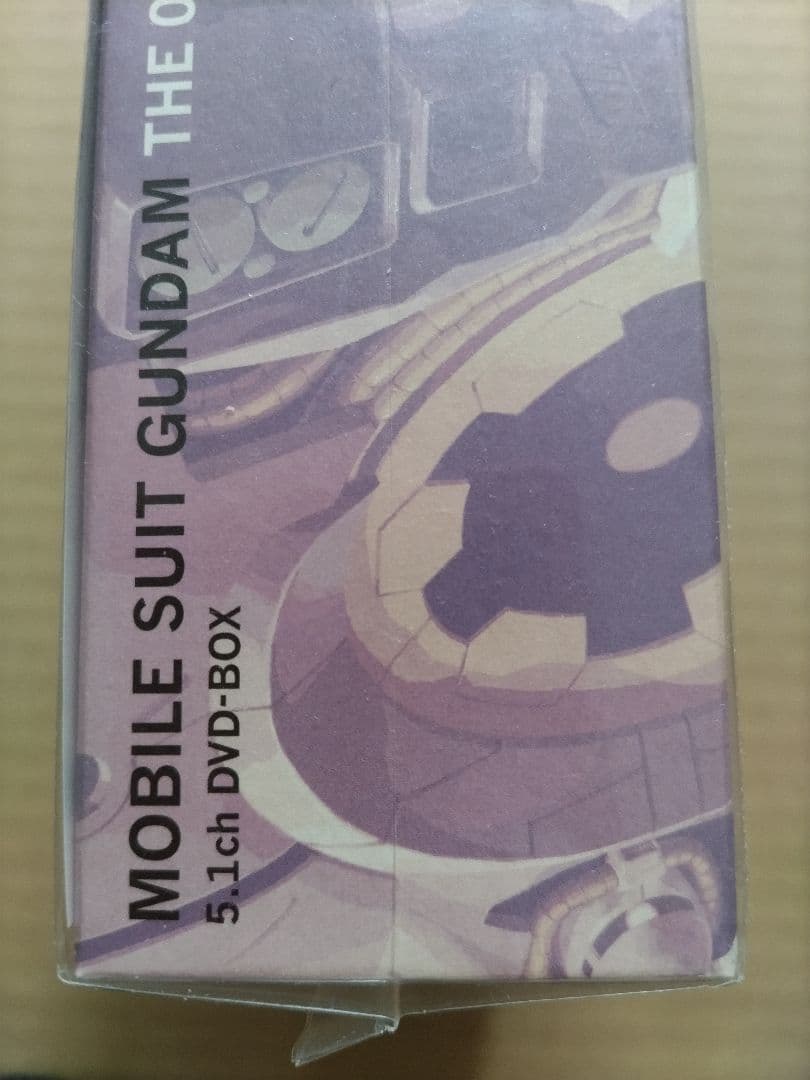 MOBILE SUIT GUNDAM THE O
5.1ch DVD-BOX